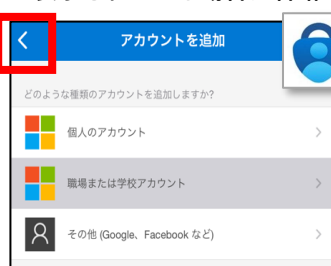 アカウントを追加
どのような種類のアカウントを追加しますか?
個人のアカウント
職場または学校アカウント
その他 (Google、Facebook など)